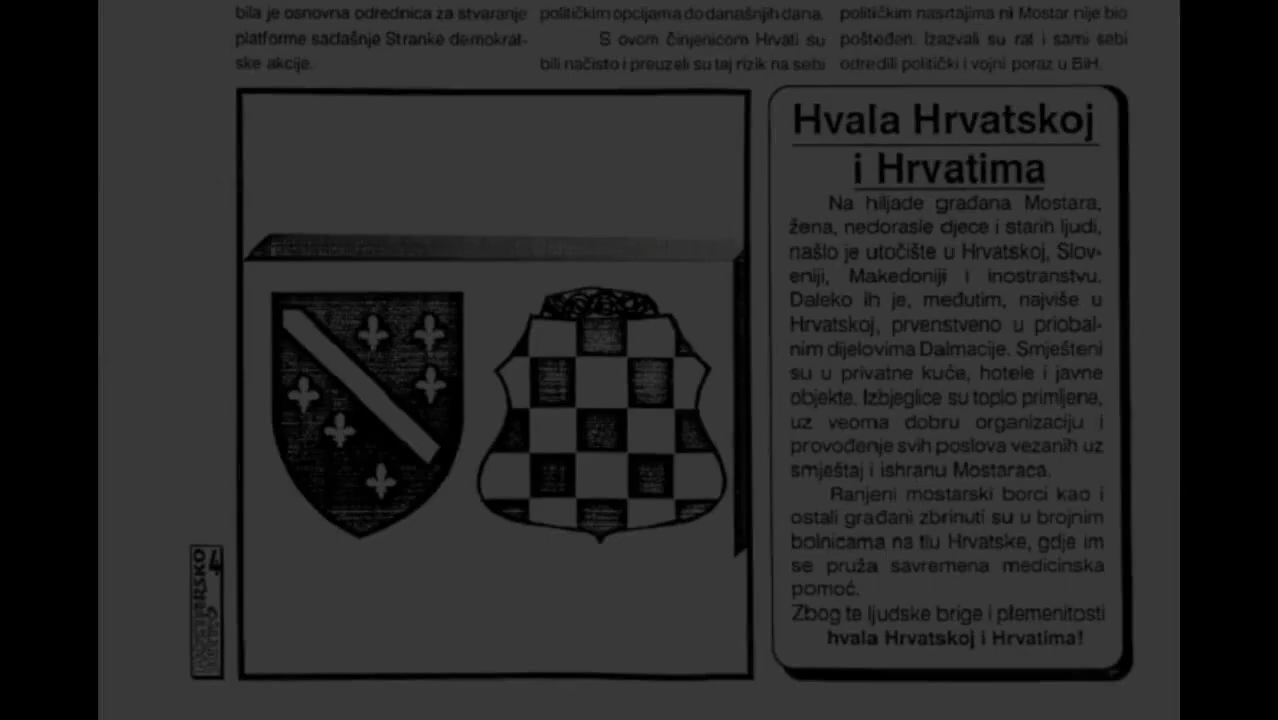 bila je osnovna odrednica za stvaranje
platforme sadašnje Stranke demokrat-
ske akcije.
političkim opcijama do današnjih dana.
S ovom činjenicom Hrvati su
bili načisto i preuzeli su taj rizik na sebi
političkim nasrtajima ni Mostar nije bio
pošteđen. Izazvali su rat i sami sebi
odredili politički i vojni poraz u BiH.
Hvala Hrvatskoj
i Hrvatima
Na hiljade građana Mostara,
žena, nedorasle djece i starih ljudi,
našlo je utočište u Hrvatskoj, Slov-
eniji, Makedoniji i inostranstvu.
Daleko ih je, međutim, najviše u
Hrvatskoj, prvenstveno u priobal-
nim dijelovima Dalmacije. Smješteni
su u privatne kuće, hotele i javne
objekte. Izbjeglice su toplo primljene,
uz veoma dobru organizaciju i
provođenje svih poslova vezanih uz
smještaj i ishranu Mostaraca.
Ranjeni mostarski borci kao i
ostali građani zbrinuti su u brojnim
bolnicama na tlu Hrvatske, gdje im
se pruža savremena medicinska
pomoć.
Zbog te ljudske brige i plemenitosti
hvala Hrvatskoj i Hrvatima!
4